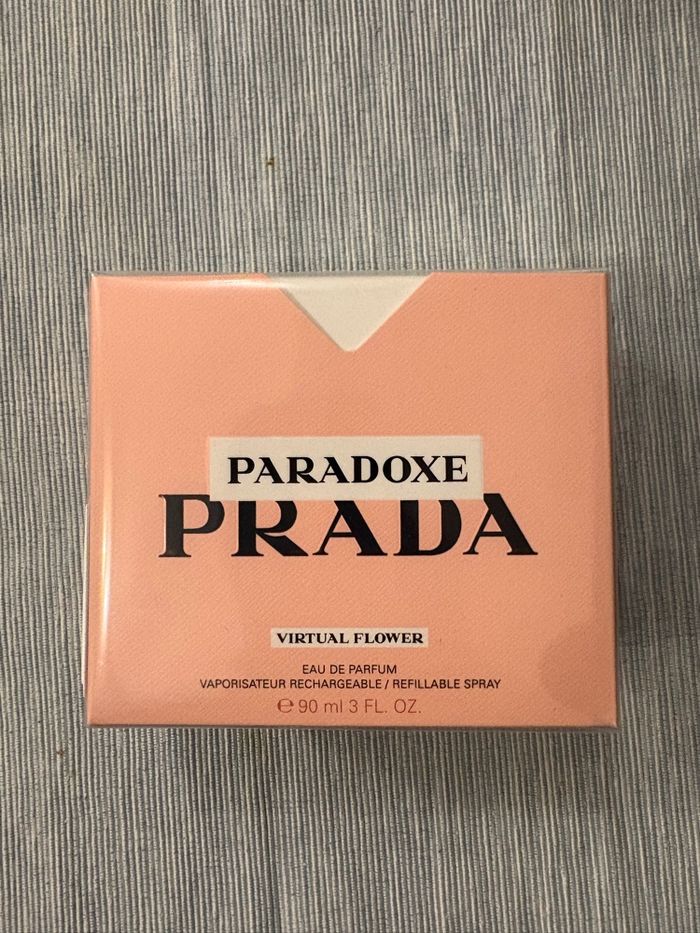 PARADOXE
PRADA
VIRTUAL FLOWER
EAU DE PARFUM
VAPORISATEUR RECHARGEABLE / REFILLABLE SPRAY
℮ 90 ml 3 FL. OZ.